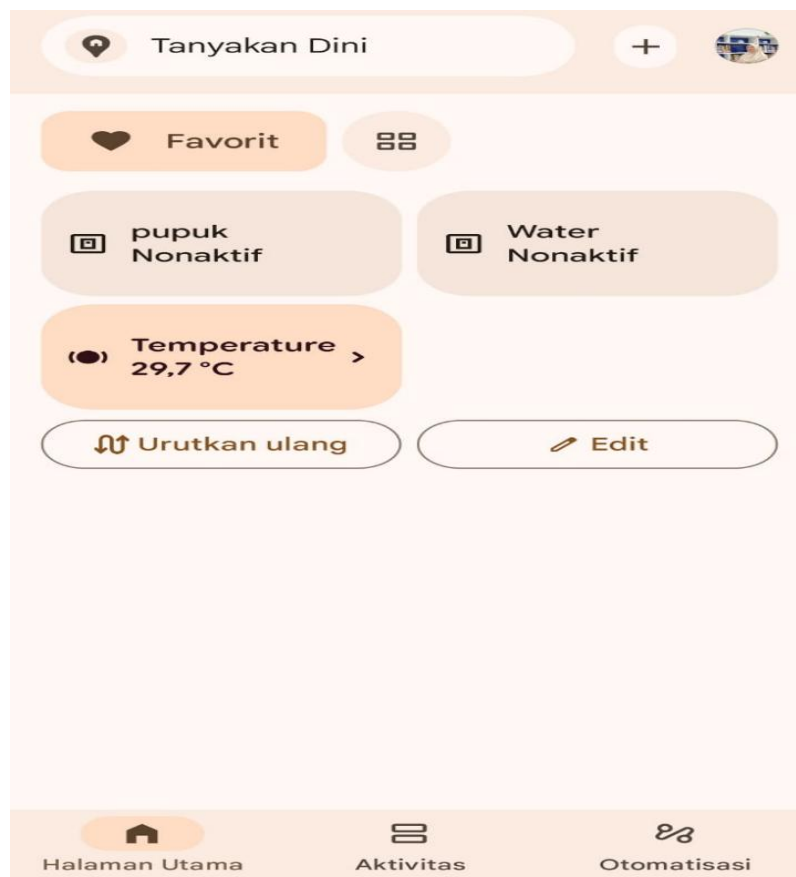 Tanyakan Dini
Favorit
pupuk
Nonaktif
Water
Nonaktif
Temperature
29,7 °C
Urutkan ulang
Edit
Halaman Utama
Aktivitas
Otomatisasi